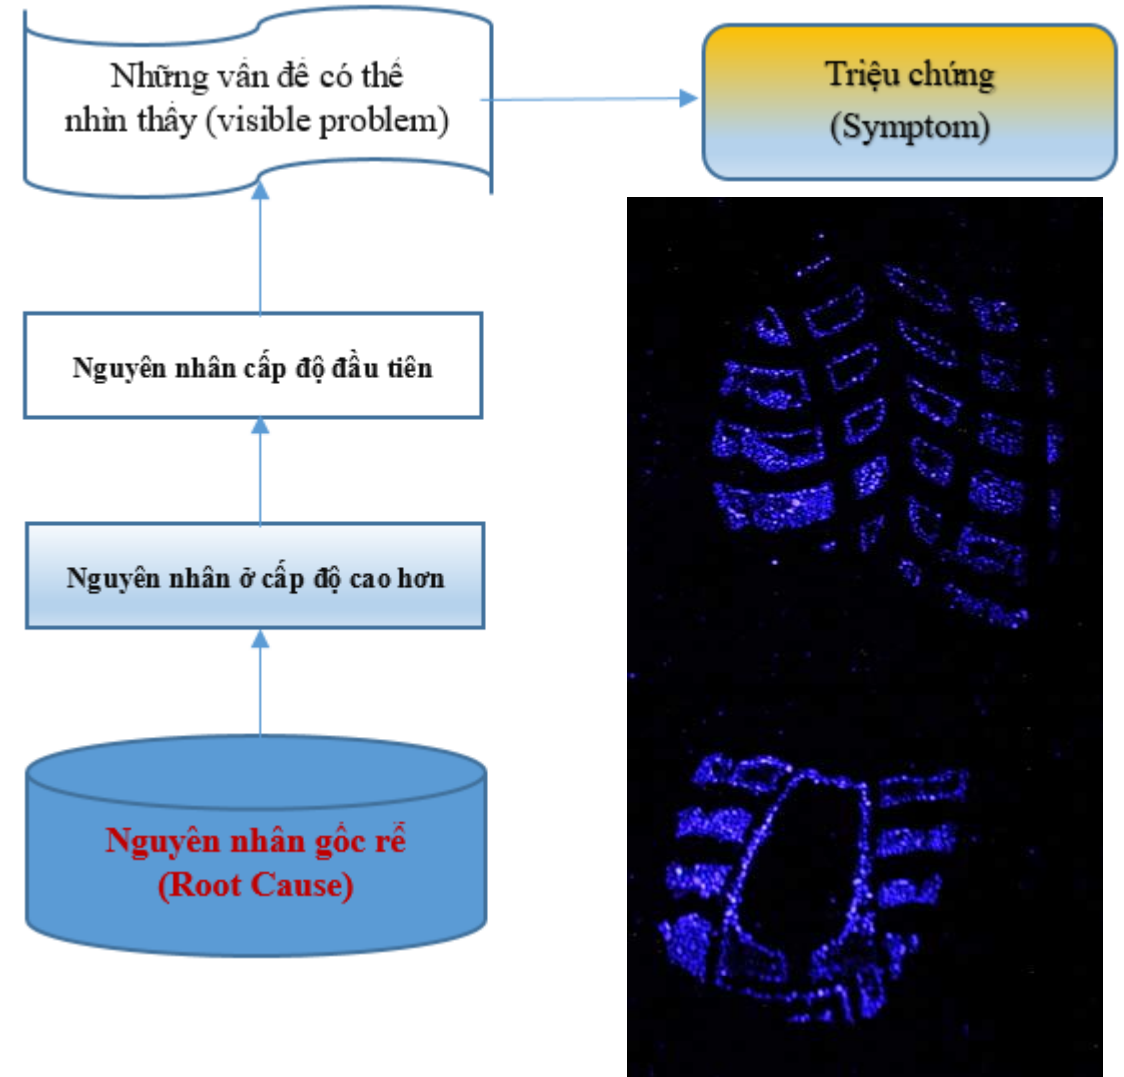 Những vấn đề có thể
nhìn thấy (visible problem)
Triệu chứng
(Symptom)
Nguyên nhân cấp độ đầu tiên
Nguyên nhân ở cấp độ cao hơn
Nguyên nhân gốc rễ
(Root Cause)